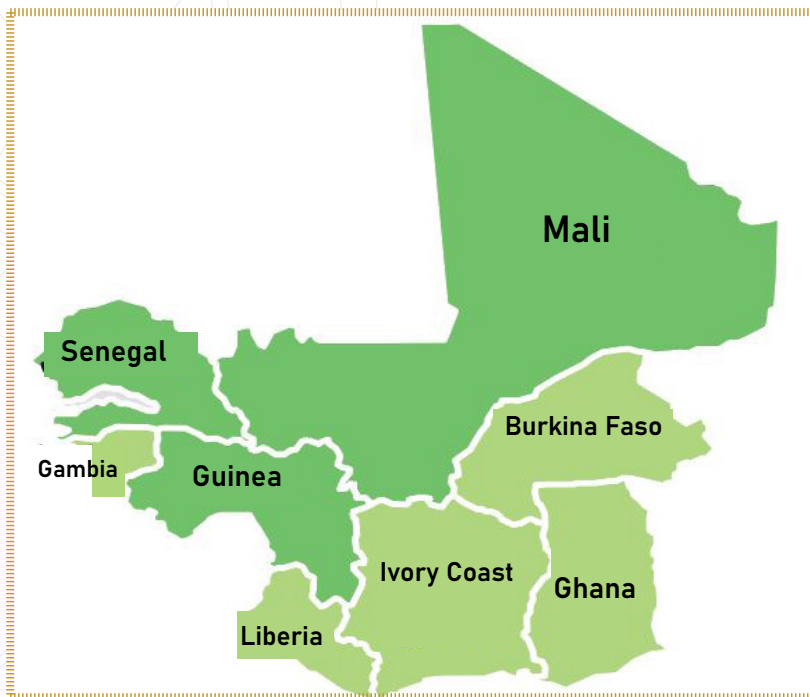 Mali
Senegal
Burkina Faso
Gambia
Guinea
Ivory Coast
Ghana
Liberia